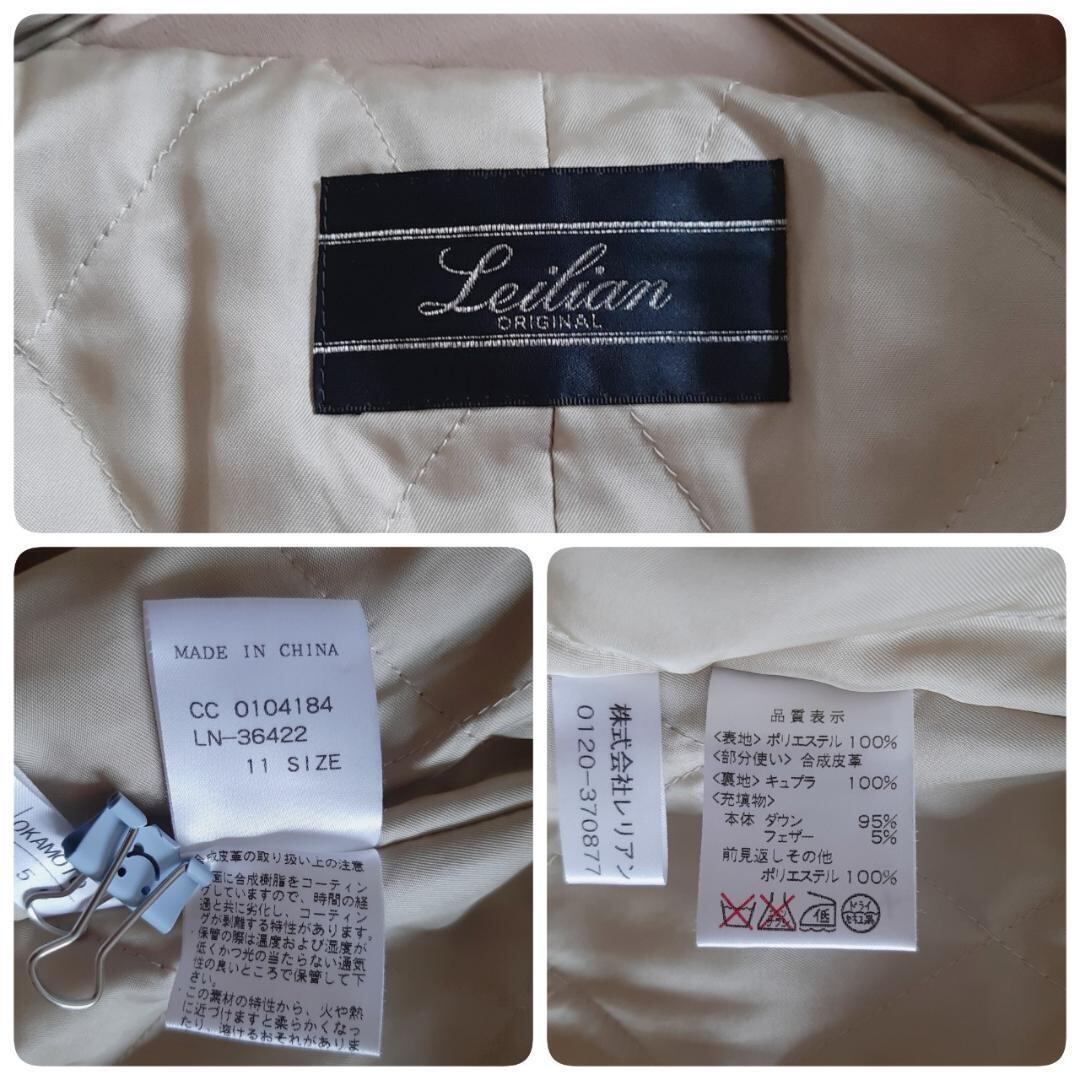 Leilian
ORIGINAL
MADE IN CHINA
CC 0104184
LN-36422
11 SIZE
OKAMO
5
合成皮革の取り扱い上の注意
面に合成樹脂をコーティン
グしていますので、時間の経
過と共に劣化し、コーティン
グが剥離する特性があります。
保管の際は温度および湿度が
低くかつ光の当たらない通気
性の良いところで保管して下
さい。
この素材の特性から、火や熱
に近づけますと柔らかくなっ
たり、溶けるおそれがありま
株式会社レリアン
0120-370877
品質表示
<表地> ポリエステル 100%
<部分使い> 合成皮革
<裏地> キュプラ 100%
<充填物>
本体 ダウン 95%
フェザー 5%
前見返しその他
ポリエステル 100%
低
ドライ